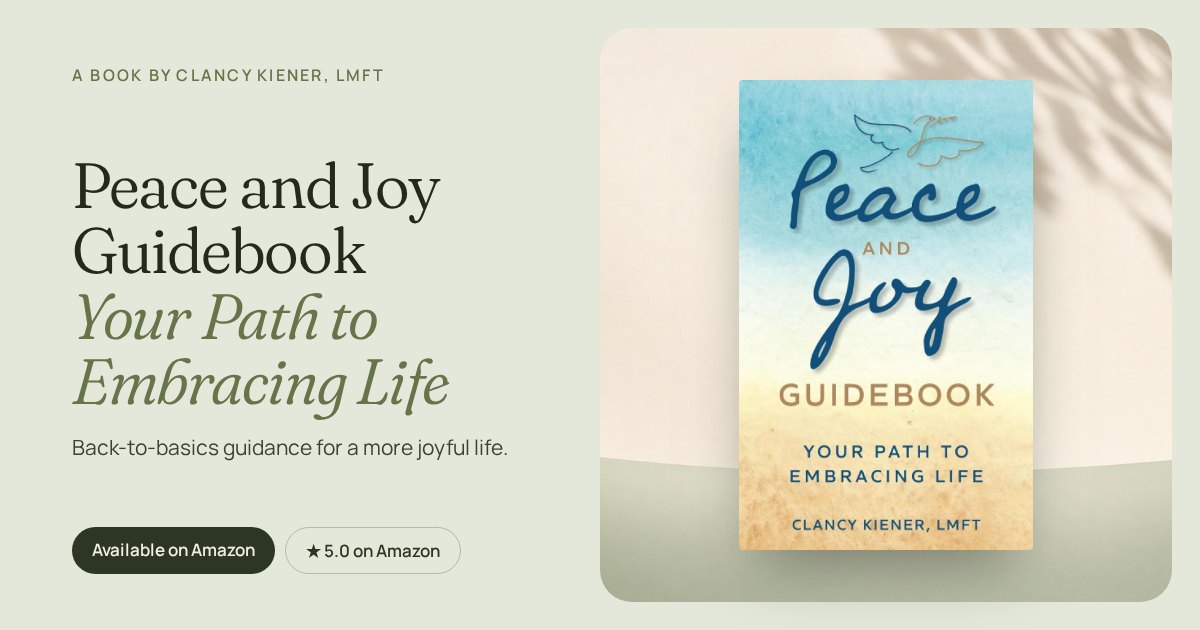 A BOOK BY CLANCY KIENER, LMFT
Peace and Joy
Guidebook
Your Path to
Embracing Life
Back-to-basics guidance for a more joyful life.
Available on Amazon
★ 5.0 on Amazon
Peace
AND
Joy
GUIDEBOOK
YOUR PATH TO
EMBRACING LIFE
CLANCY KIENER, LMFT